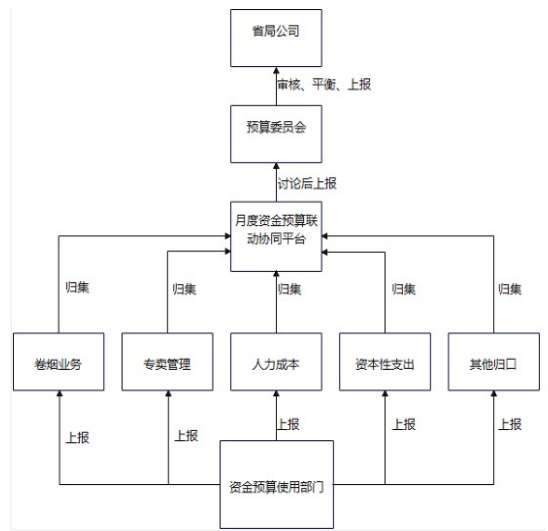 省局公司
审核、平衡、上报
预算委员会
讨论后上报
月度资金预算联
动协同平台
归集
归集
归集
归集
归集
卷烟业务
专卖管理
人力成本
资本性支出
其他归口
上报
上报
上报
上报
上报
资金预算使用部门